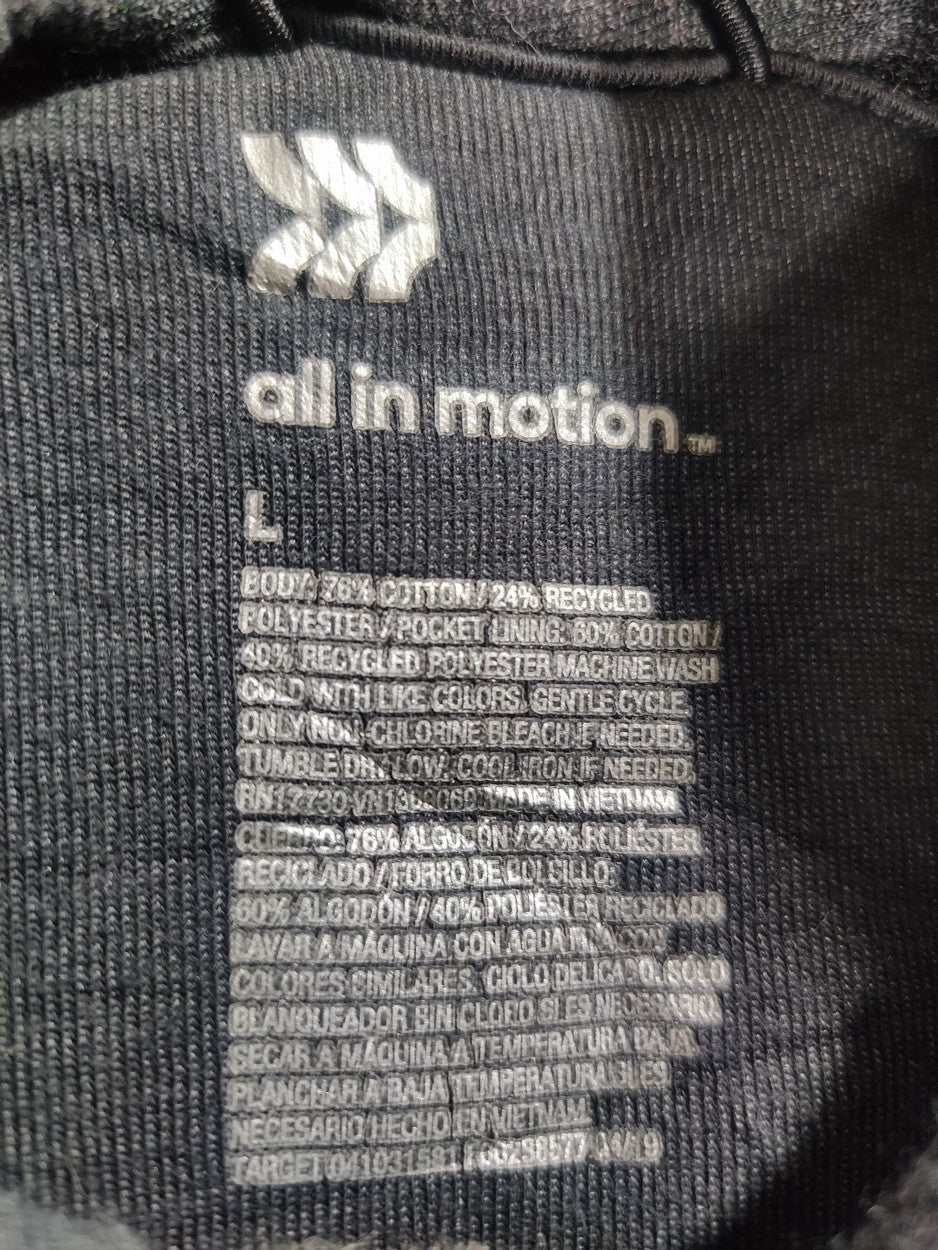 all in motion™
L
BODY: 76% COTTON / 24% RECYCLED
POLYESTER / POCKET LINING: 60% COTTON /
40% RECYCLED POLYESTER MACHINE WASH
COLD WITH LIKE COLORS. GENTLE CYCLE.
ONLY NON-CHLORINE BLEACH IF NEEDED.
TUMBLE DRY LOW. COOL IRON IF NEEDED.
RN17730 MADE IN VIETNAM
CUERPO: 76% ALGODÓN / 24% POLIÉSTER
RECICLADO / FORRO DE BOLSILLO:
60% ALGODÓN / 40% POLIÉSTER RECICLADO
LAVAR A MÁQUINA CON AGUA FRÍA CON
COLORES SIMILARES. CICLO DELICADO. SOLO
BLANQUEADOR SIN CLORO SI ES NECESARIO.
SECAR A MÁQUINA A TEMPERATURA BAJA.
PLANCHAR A BAJA TEMPERATURA SI ES
NECESARIO HECHO EN VIETNAM
TARGET